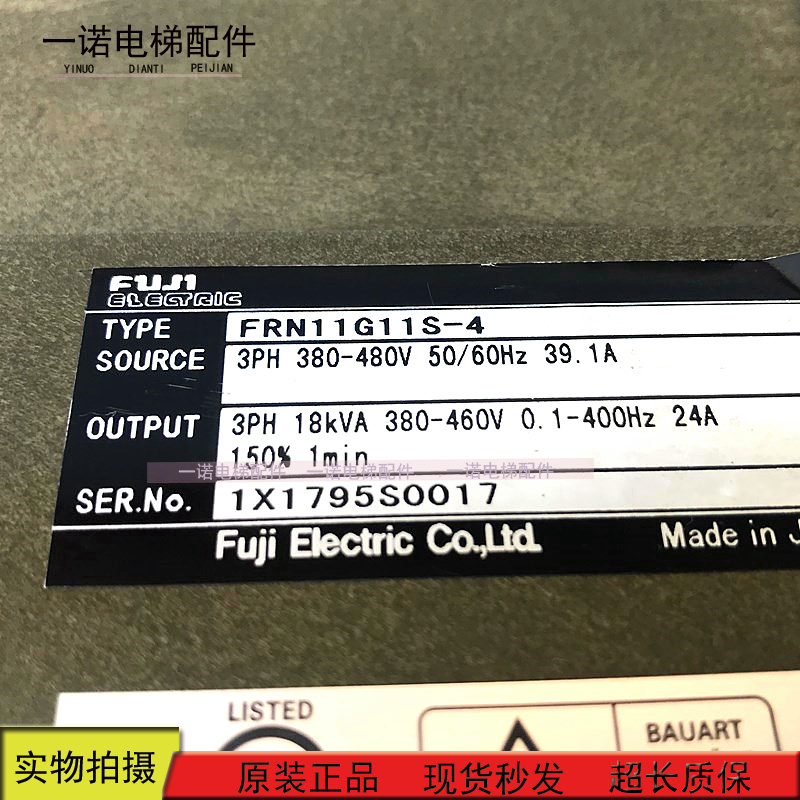 一诺电梯配件
YINUO DIANTI PEIJIAN
FUJI
ELECTRIC
TYPE FRN11G11S-4
SOURCE 3PH 380-480V 50/60Hz 39.1A
OUTPUT 3PH 18kVA 380-460V 0.1-400Hz 24A
150% 1min
一诺电梯配件 一诺电梯配件 一诺电梯配件
SER.No. 1X1795S0017
Fuji Electric Co.,Ltd. Made in J
LISTED
BAUART
实物拍摄
原装正品 现货秒发 超长质保